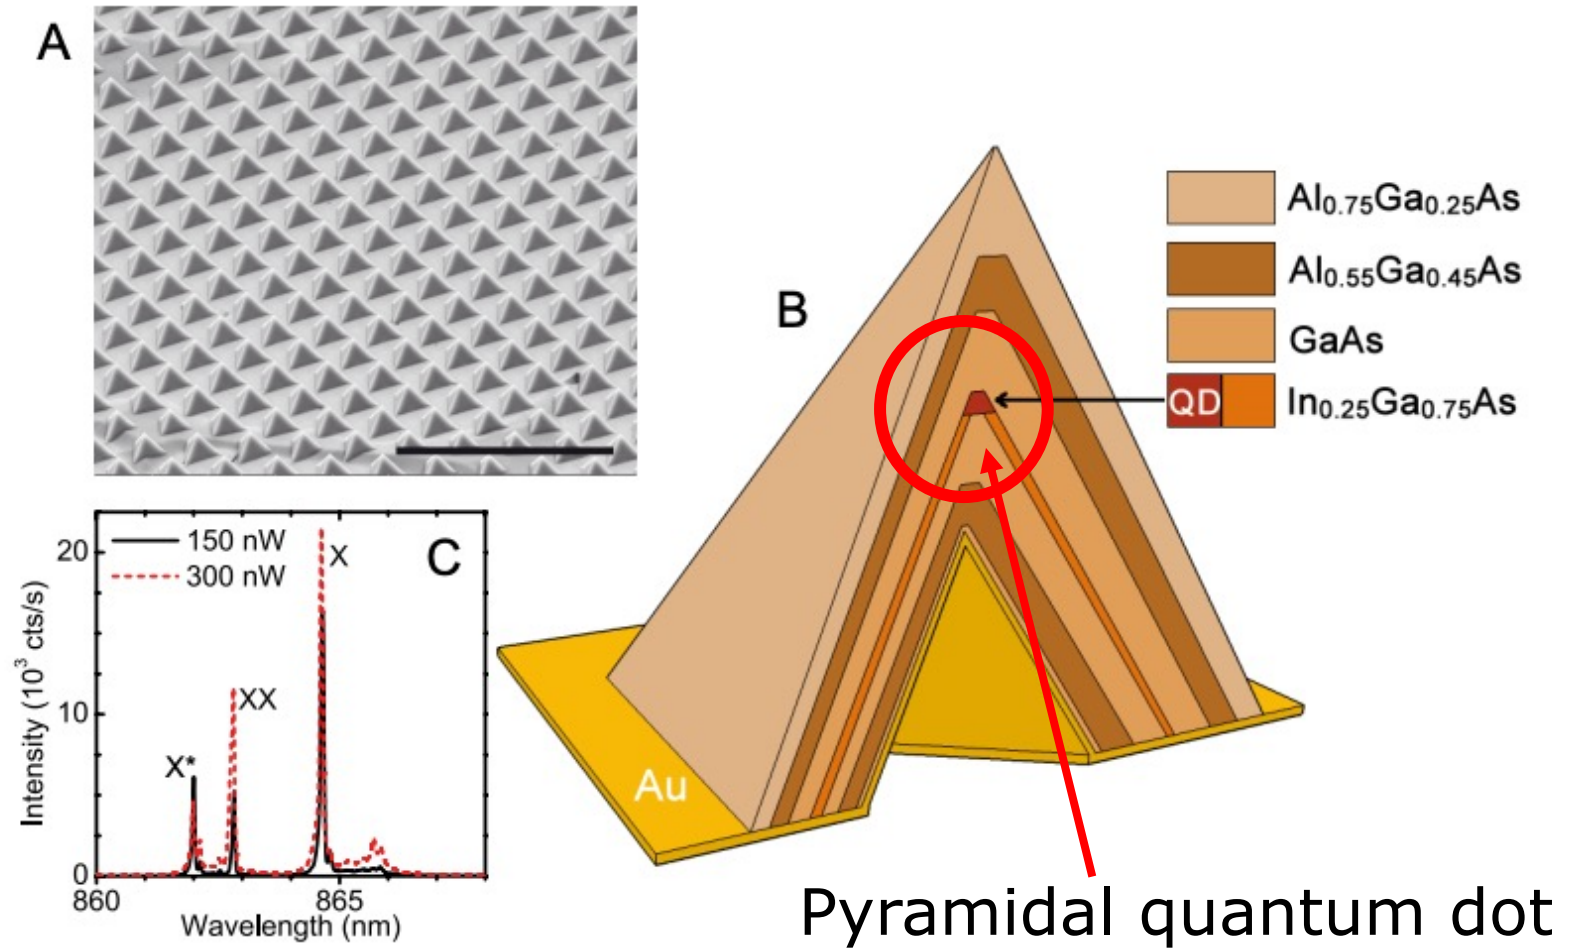 A
B
Al0.75Ga0.25As
Al0.55Ga0.45As
GaAs
QD In0.25Ga0.75As
Au
Pyramidal quantum dot
C
150 nW
300 nW
X
XX
X*
Intensity (10³ cts/s)
20
10
0
860 865
Wavelength (nm)